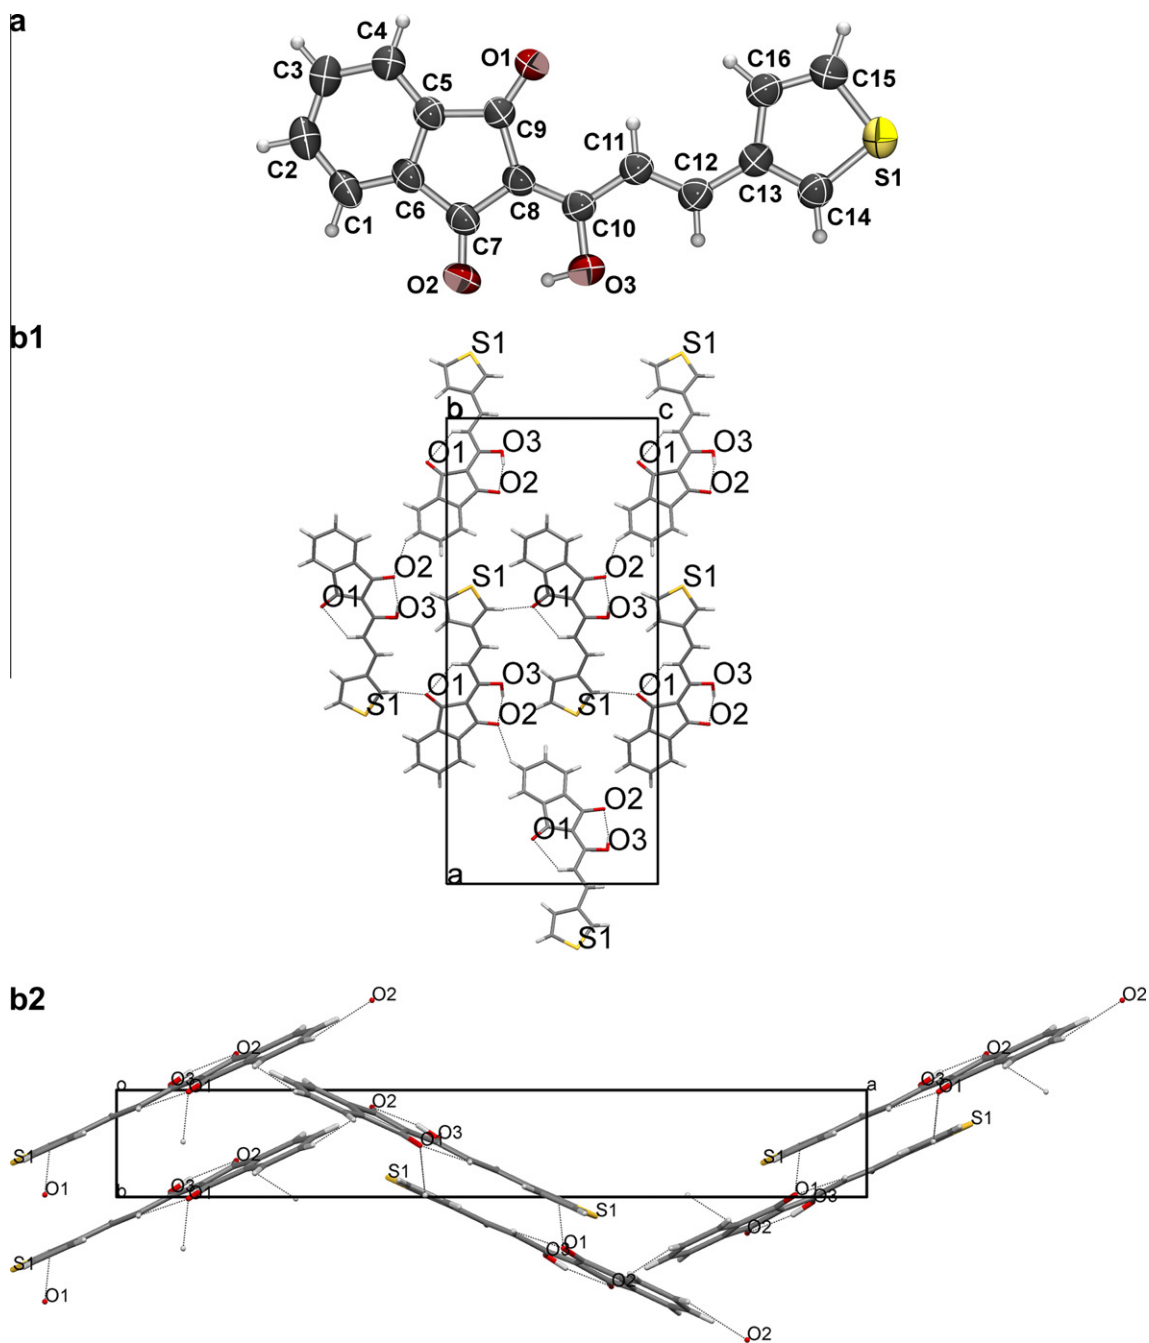 a
C4
O1
C16
C3
C5
C15
C9
C11
C12
C2
S1
C1
C6
C8
C13
C14
C7
C10
O2
O3
b1
S1 S1
b c
O1 O3 O1 O3
O2 O2
O2 S1 O2 S1
O1 O3 O1 O3
O1 O3 O1 O3
S1 O2 S1 O2
O2
O1
O3
a
S1
b2
O2 O2
O2 O2
O3 O1 o a O3 O1
O2 O3 S1
O1
S1 O2 S1 S1
O1 b O3 O1 S1 O1 O3
O2
O3 O1
S1 O2
O1
O2